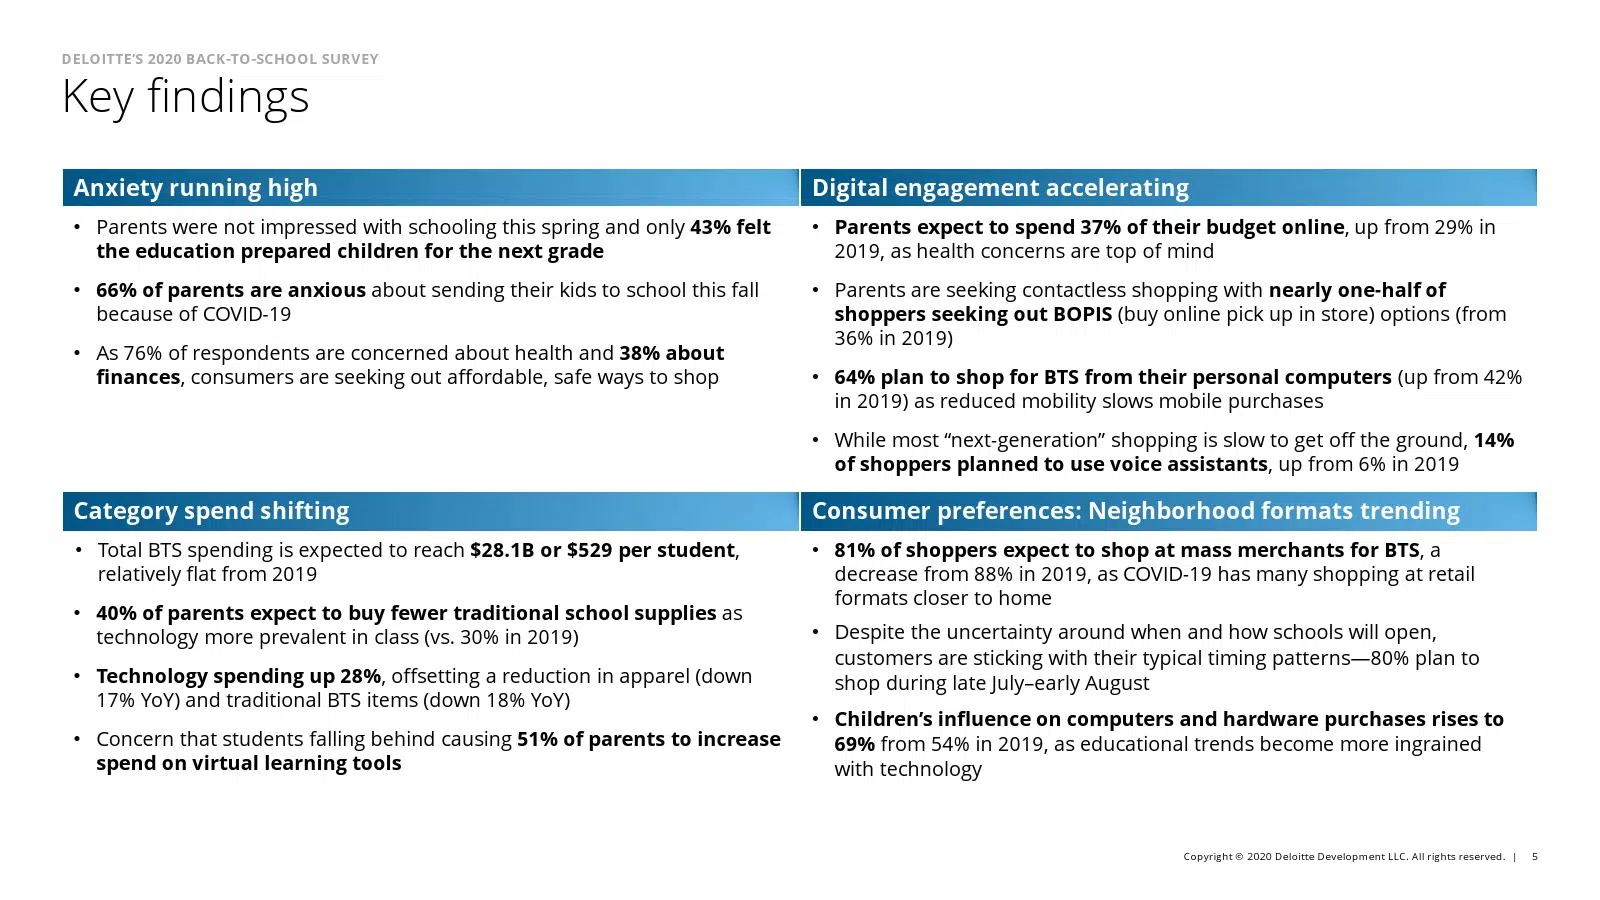 DELOITTE’S 2020 BACK-TO-SCHOOL SURVEY
Key findings
Anxiety running high
• Parents were not impressed with schooling this spring and only 43% felt
the education prepared children for the next grade
• 66% of parents are anxious about sending their kids to school this fall
because of COVID-19
• As 76% of respondents are concerned about health and 38% about
finances, consumers are seeking out affordable, safe ways to shop
Digital engagement accelerating
• Parents expect to spend 37% of their budget online, up from 29% in
2019, as health concerns are top of mind
• Parents are seeking contactless shopping with nearly one-half of
shoppers seeking out BOPIS (buy online pick up in store) options (from
36% in 2019)
• 64% plan to shop for BTS from their personal computers (up from 42%
in 2019) as reduced mobility slows mobile purchases
• While most “next-generation” shopping is slow to get off the ground, 14%
of shoppers planned to use voice assistants, up from 6% in 2019
Category spend shifting
• Total BTS spending is expected to reach $28.1B or $529 per student,
relatively flat from 2019
• 40% of parents expect to buy fewer traditional school supplies as
technology more prevalent in class (vs. 30% in 2019)
• Technology spending up 28%, offsetting a reduction in apparel (down
17% YoY) and traditional BTS items (down 18% YoY)
• Concern that students falling behind causing 51% of parents to increase
spend on virtual learning tools
Consumer preferences: Neighborhood formats trending
• 81% of shoppers expect to shop at mass merchants for BTS, a
decrease from 88% in 2019, as COVID-19 has many shopping at retail
formats closer to home
• Despite the uncertainty around when and how schools will open,
customers are sticking with their typical timing patterns—80% plan to
shop during late July–early August
• Children’s influence on computers and hardware purchases rises to
69% from 54% in 2019, as educational trends become more ingrained
with technology
Copyright © 2020 Deloitte Development LLC. All rights reserved. | 5